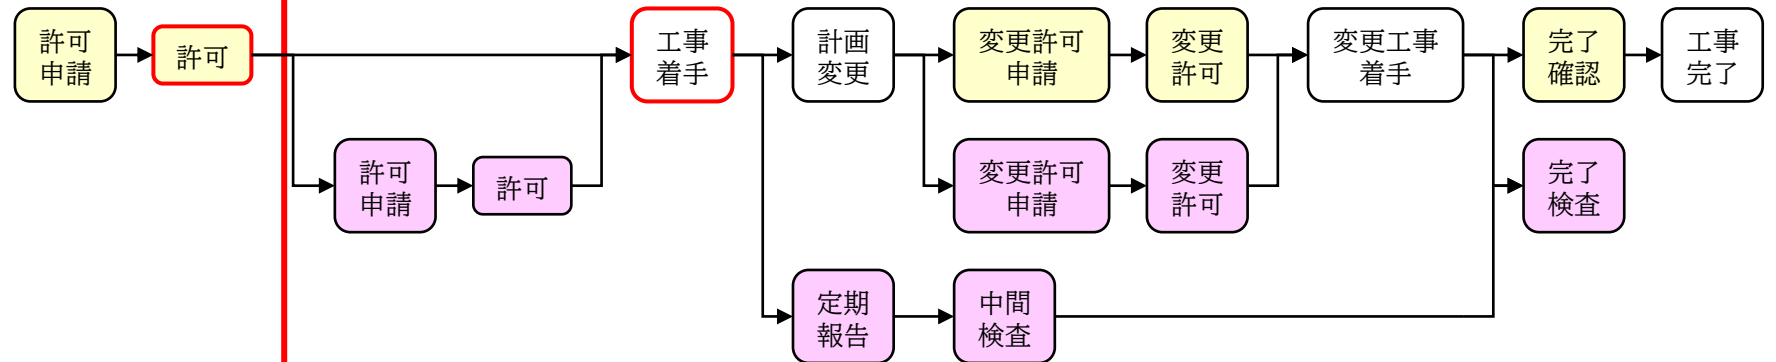 許可
申請
許可
工事
着手
計画
変更
変更許可
申請
変更
許可
変更工事
着手
完了
確認
工事
完了
許可
申請
許可
変更許可
申請
変更
許可
完了
検査
定期
報告
中間
検査